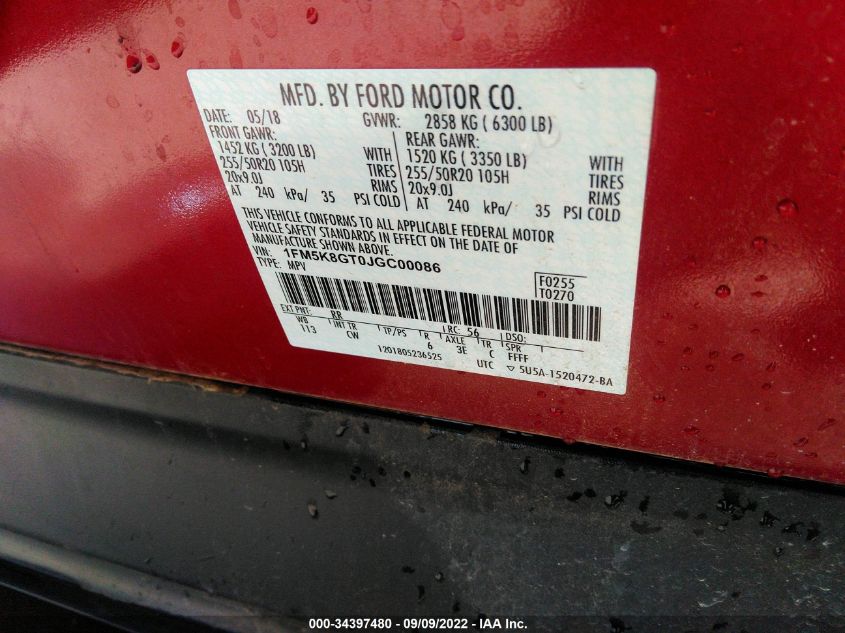 MFD. BY FORD MOTOR CO.
DATE: 05/18 GVWR: 2858 KG ( 6300 LB)
FRONT GAWR: REAR GAWR:
1452 KG ( 3200 LB) WITH 1520 KG ( 3350 LB) WITH
255/50R20 105H TIRES 255/50R20 105H TIRES
20x9.0J RIMS 20x9.0J RIMS
AT 240 kPa/ 35 PSI COLD AT 240 kPa/ 35 PSI COLD
THIS VEHICLE CONFORMS TO ALL APPLICABLE FEDERAL MOTOR
VEHICLE SAFETY STANDARDS IN EFFECT ON THE DATE OF
MANUFACTURE SHOWN ABOVE.
VIN: 1FM5K8GT0JGC00086
TYPE: MPV
F0255
T0270
EXT PNT: RR RC: 56 DSO:
WB INT TR TP/PS R AXLE TR SPR
113 CW 6 3E C FFFF
1201805236525 UTC ▽ 5U5A-1520472-BA
000-34397480 - 09/09/2022 - IAA Inc.